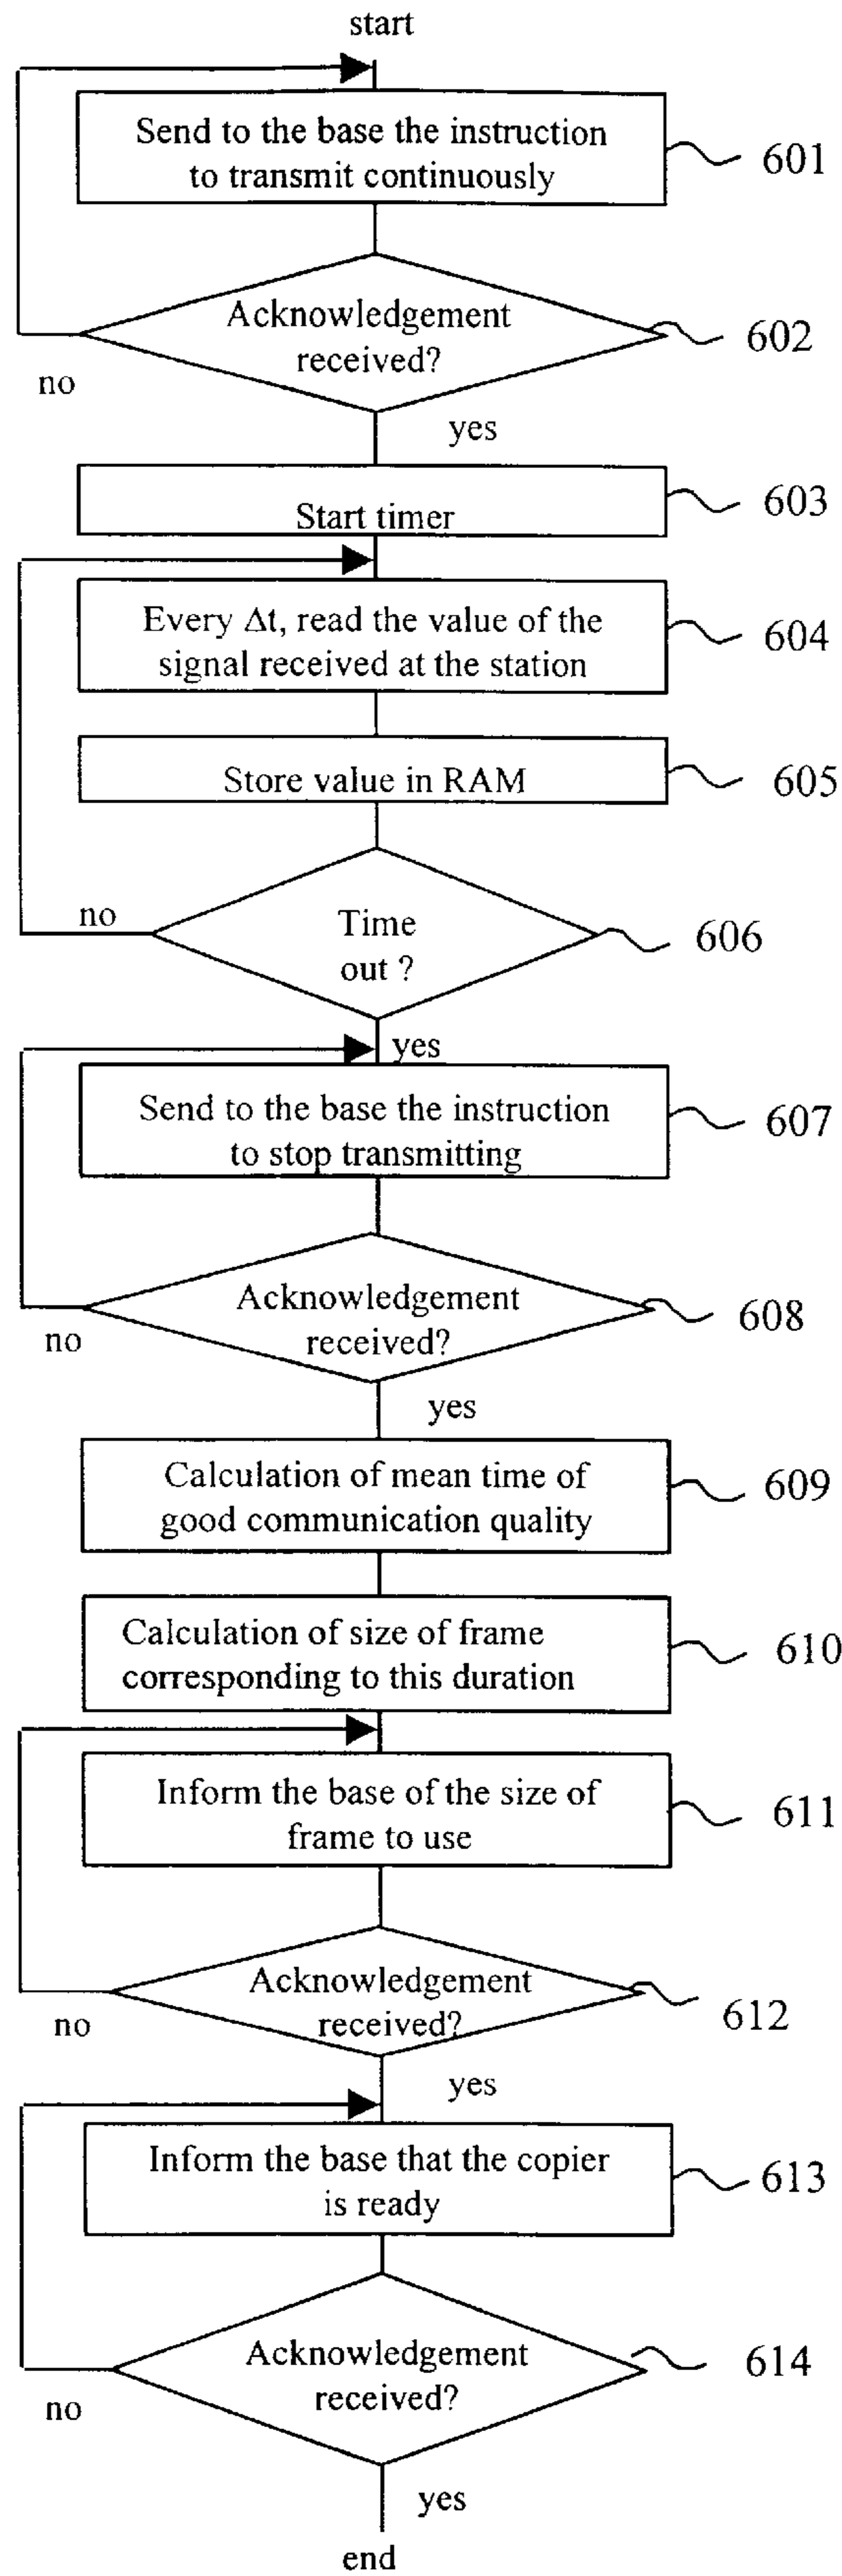 start
Send to the base the instruction
to transmit continuously
601
Acknowledgement
received?
602
no
yes
Start timer
603
Every Δt, read the value of the
signal received at the station
604
Store value in RAM
605
no
Time
out ?
606
yes
Send to the base the instruction
to stop transmitting
607
Acknowledgement
received?
608
no
yes
Calculation of mean time of
good communication quality
609
Calculation of size of frame
corresponding to this duration
610
Inform the base of the size of
frame to use
611
Acknowledgement
received?
612
no
yes
Inform the base that the copier
is ready
613
Acknowledgement
received?
614
no
yes
end